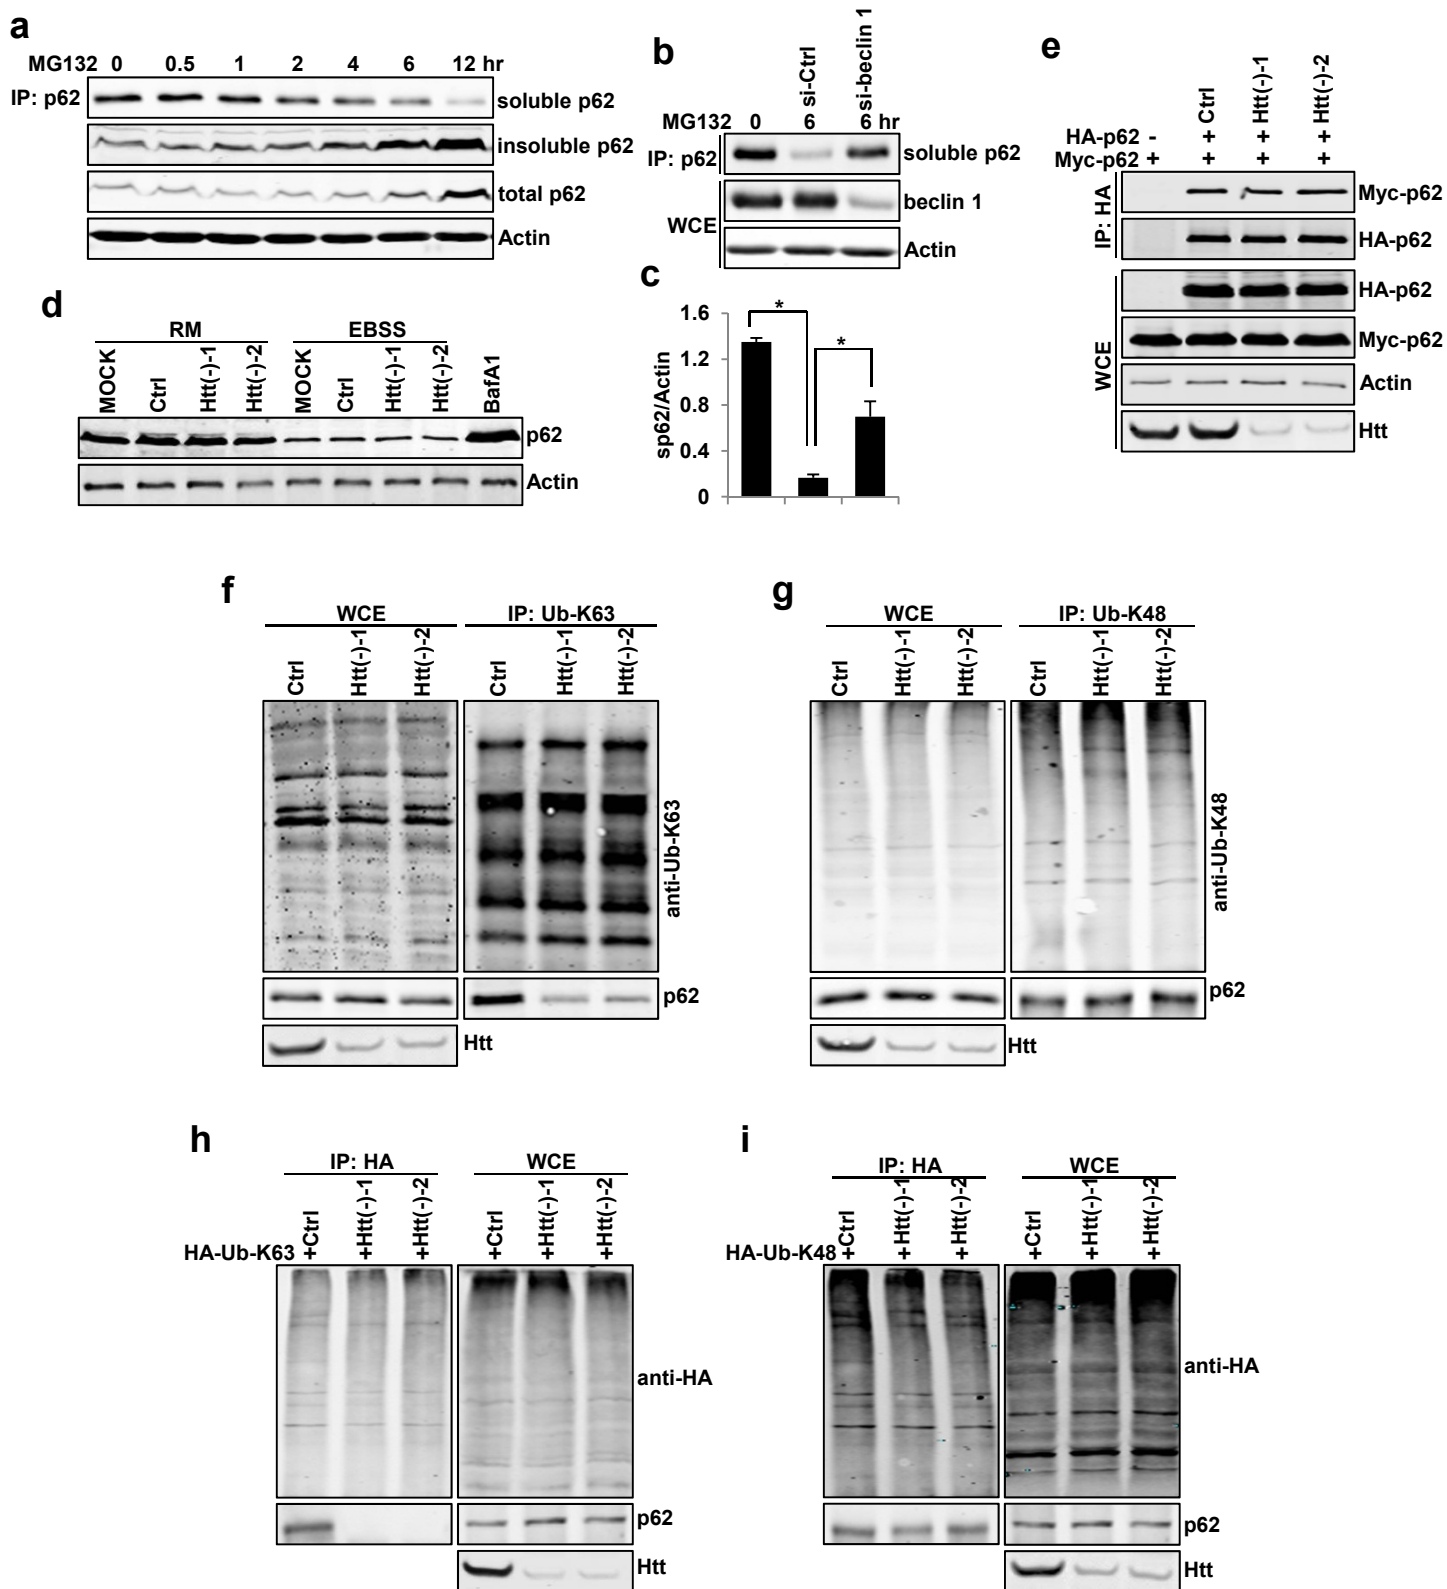 a
MG132 0 0.5 1 2 4 6 12 hr
IP: p62
soluble p62
insoluble p62
total p62
Actin
b
si-Ctrl
si-beclin 1
MG132 0 6 6 hr
IP: p62
soluble p62
WCE
beclin 1
Actin
c
sp62/Actin
1.6
1.2
0.8
0.4
0
*
*
d
RM EBSS
MOCK
Ctrl
Htt(-)-1
Htt(-)-2
MOCK
Ctrl
Htt(-)-1
Htt(-)-2
BafA1
p62
Actin
e
Ctrl
Htt(-)-1
Htt(-)-2
HA-p62 - + + +
Myc-p62 + + + +
IP: HA
Myc-p62
HA-p62
WCE
HA-p62
Myc-p62
Actin
Htt
f
WCE IP: Ub-K63
Ctrl
Htt(-)-1
Htt(-)-2
Ctrl
Htt(-)-1
Htt(-)-2
anti-Ub-K63
p62
Htt
g
WCE IP: Ub-K48
Ctrl
Htt(-)-1
Htt(-)-2
Ctrl
Htt(-)-1
Htt(-)-2
anti-Ub-K48
p62
Htt
h
IP: HA WCE
HA-Ub-K63
+Ctrl
+Htt(-)-1
+Htt(-)-2
+Ctrl
+Htt(-)-1
+Htt(-)-2
anti-HA
p62
Htt
i
IP: HA WCE
HA-Ub-K48
+Ctrl
+Htt(-)-1
+Htt(-)-2
+Ctrl
+Htt(-)-1
+Htt(-)-2
anti-HA
p62
Htt